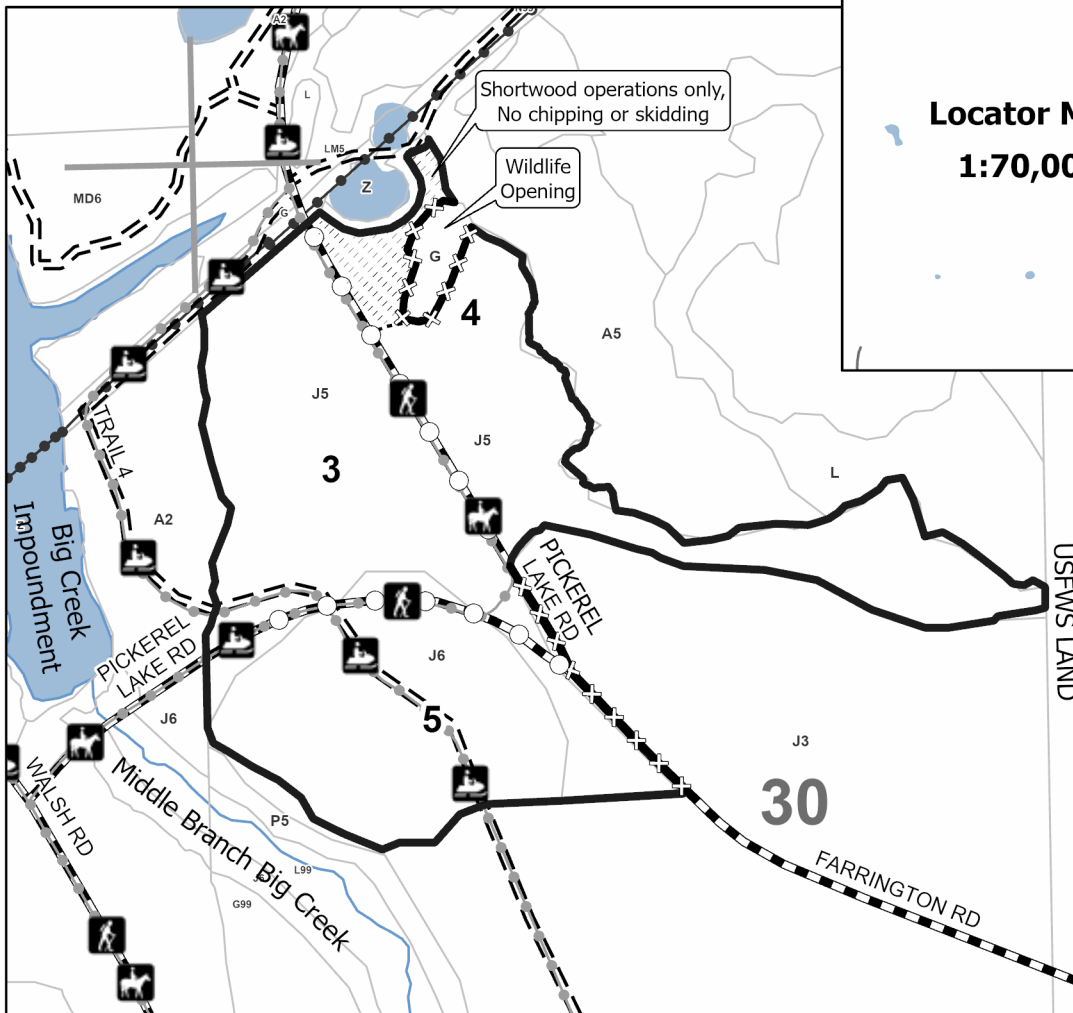 A2
L
Shortwood operations only,
No chipping or skidding
Locator M
1:70,00
LM5
Z
Wildlife
Opening
MD6
G
G
4
A5
J5
TRAIL 4
J5
3
L
A2
Big Creek
Impoundment
PICKEREL
LAKE RD
USFWS LAND
PICKEREL
LAKE RD
J6
J6
5
J3
30
WALSH RD
Middle Branch Big Creek
P5
L99
G99
FARRINGTON RD